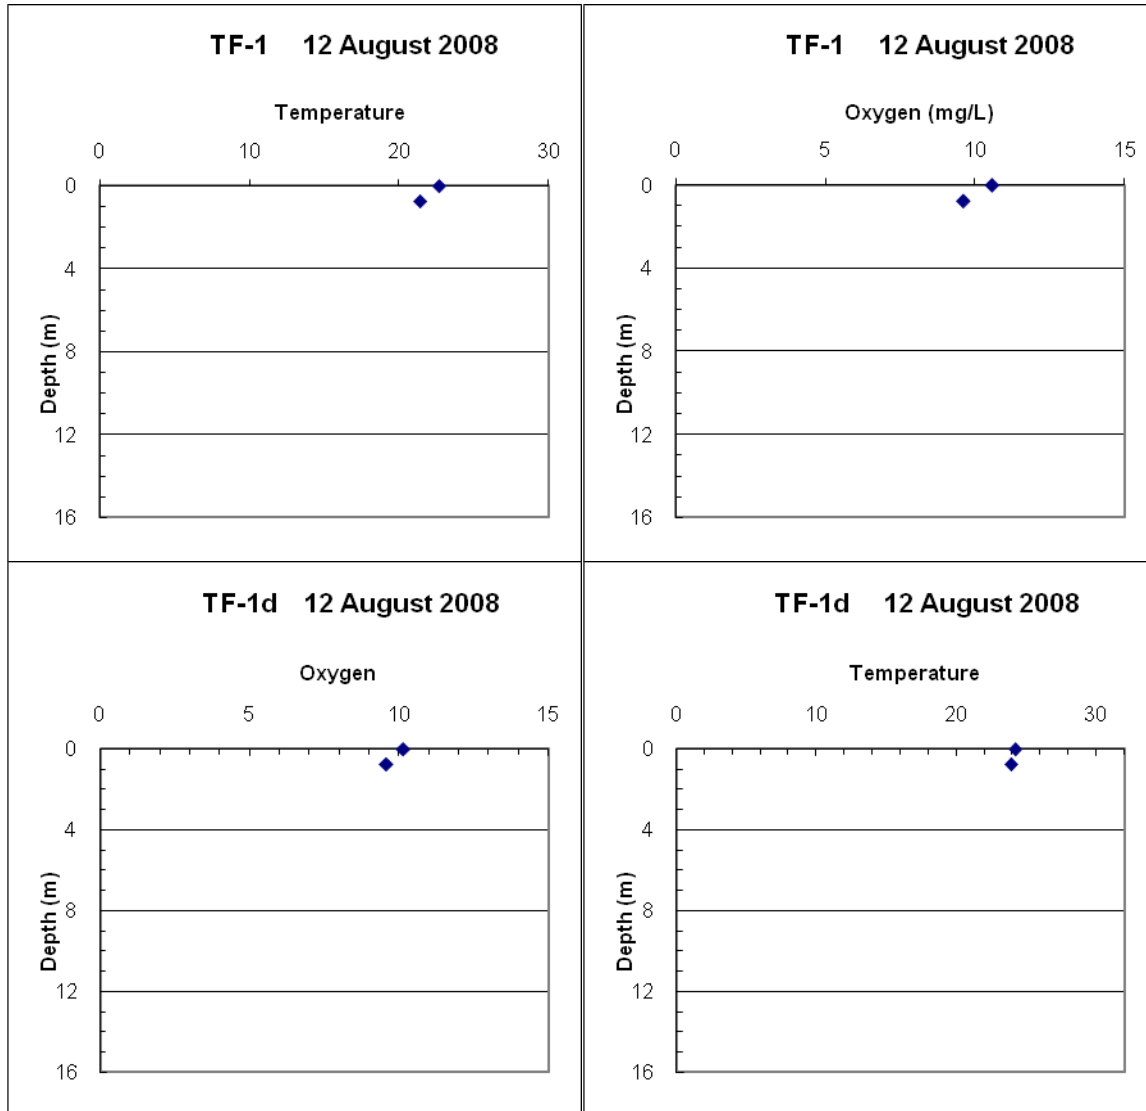 TF-1 12 August 2008
Temperature
0 10 20 30
0
4
8
12
16
Depth (m)
TF-1 12 August 2008
Oxygen (mg/L)
0 5 10 15
0
4
8
12
16
Depth (m)
TF-1d 12 August 2008
Oxygen
0 5 10 15
0
4
8
12
16
Depth (m)
TF-1d 12 August 2008
Temperature
0 10 20 30
0
4
8
12
16
Depth (m)